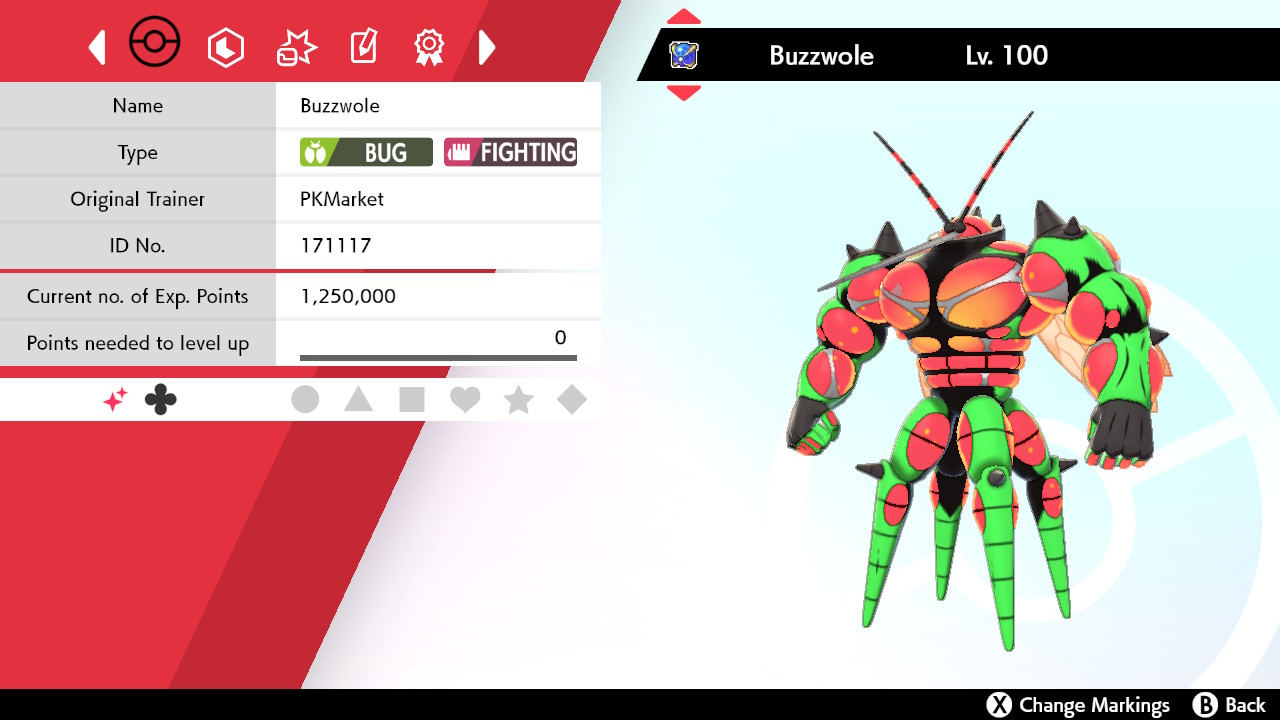 Buzzwole Lv. 100
Name Buzzwole
Type BUG FIGHTING
Original Trainer PKMarket
ID No. 171117
Current no. of Exp. Points 1,250,000
Points needed to level up 0
X Change Markings B Back